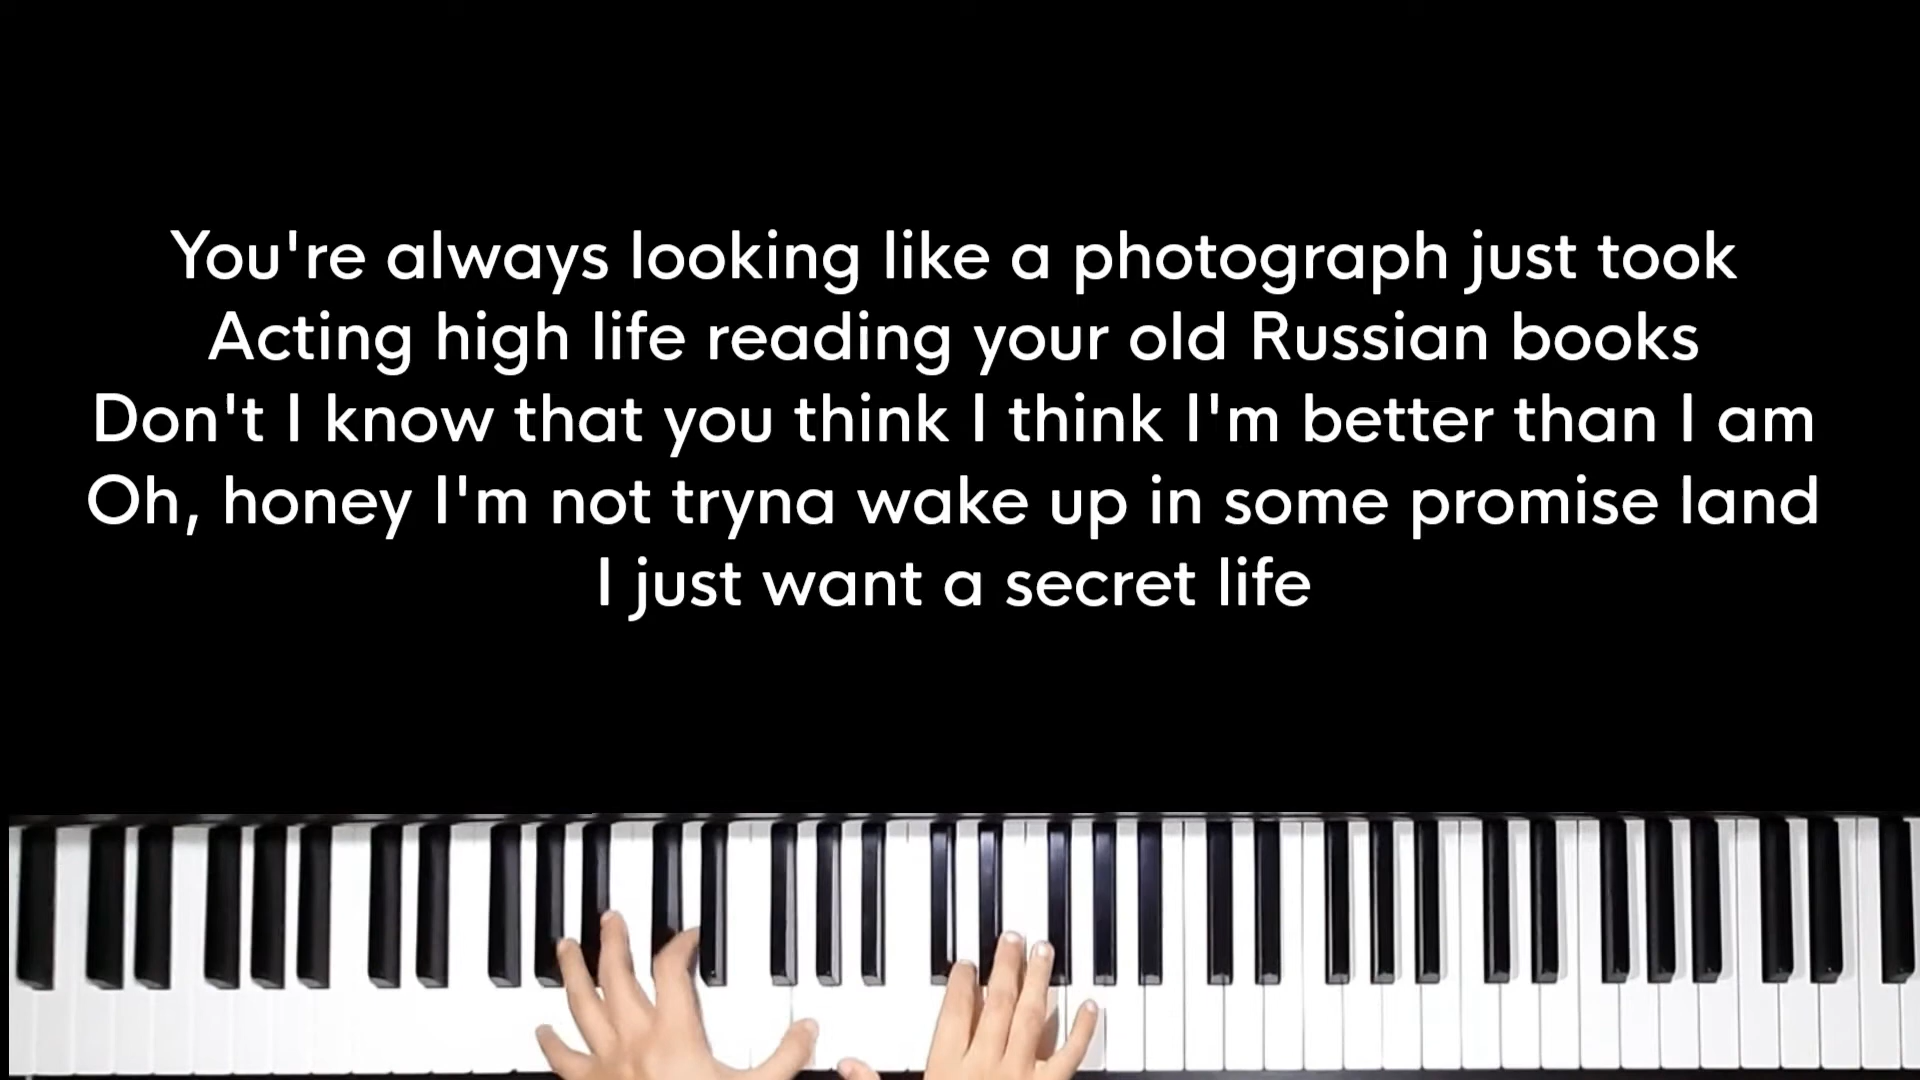 You're always looking like a photograph just took
Acting high life reading your old Russian books
Don't I know that you think I think I'm better than I am
Oh, honey I'm not tryna wake up in some promise land
I just want a secret life